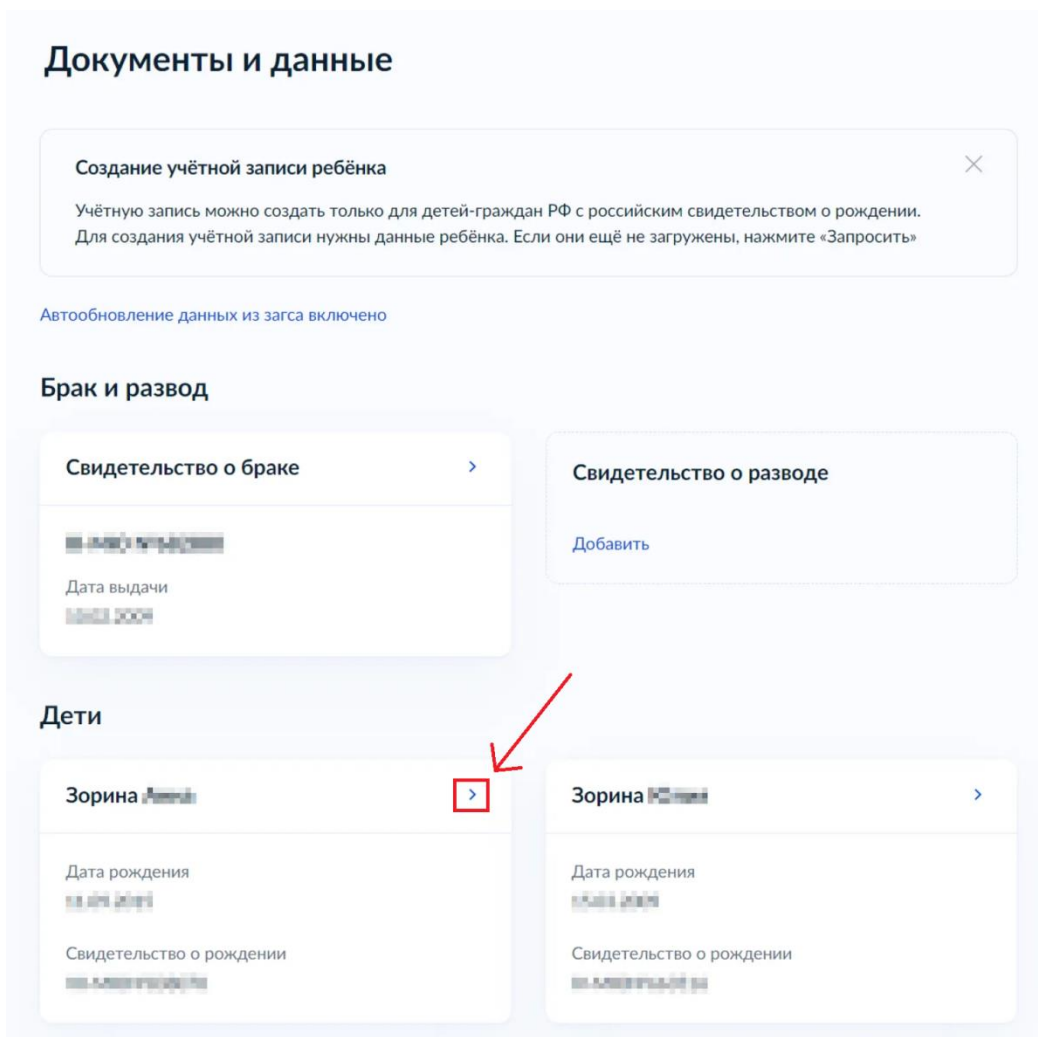 Документы и данные
Создание учётной записи ребёнка
Учётную запись можно создать только для детей-граждан РФ с российским свидетельством о рождении.
Для создания учётной записи нужны данные ребёнка. Если они ещё не загружены, нажмите «Запросить»
Автообновление данных из загса включено
Брак и развод
Свидетельство о браке
Дата выдачи
Свидетельство о разводе
Добавить
Дети
Зорина
Дата рождения
Свидетельство о рождении
Зорина
Дата рождения
Свидетельство о рождении